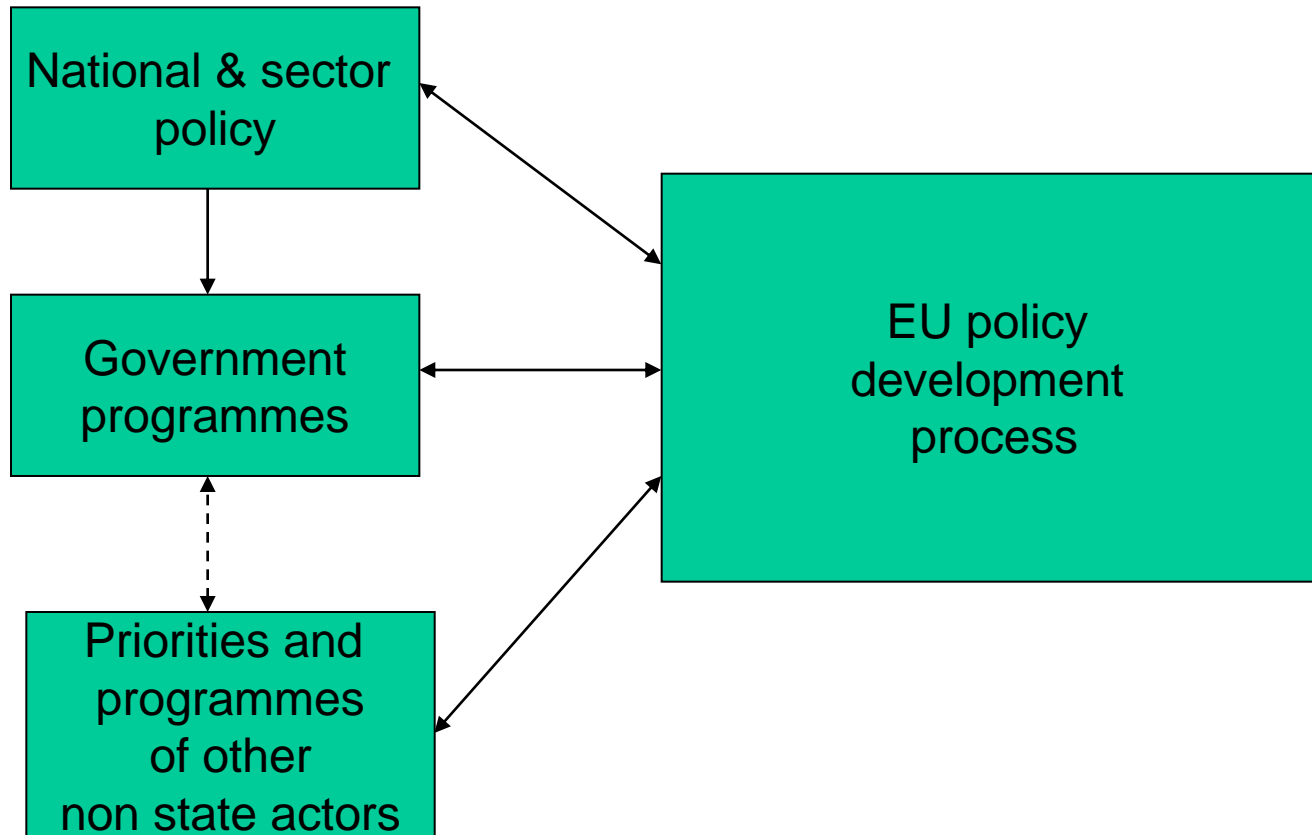 National & sector
policy
Government
programmes
Priorities and
programmes
of other
non state actors
EU policy
development
process